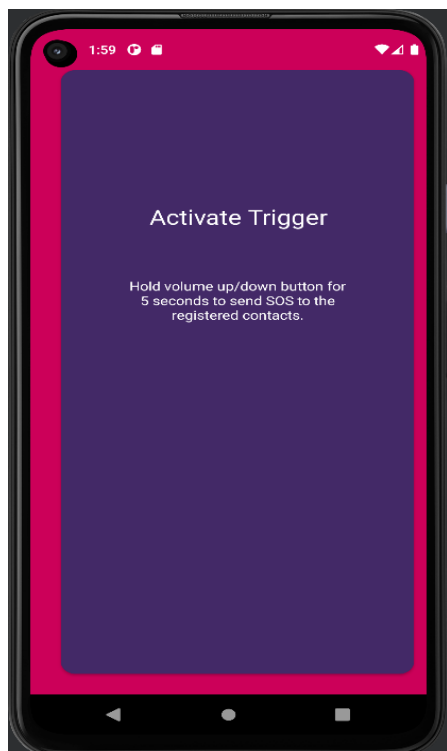 1:59
Activate Trigger
Hold volume up/down button for
5 seconds to send SOS to the
registered contacts.